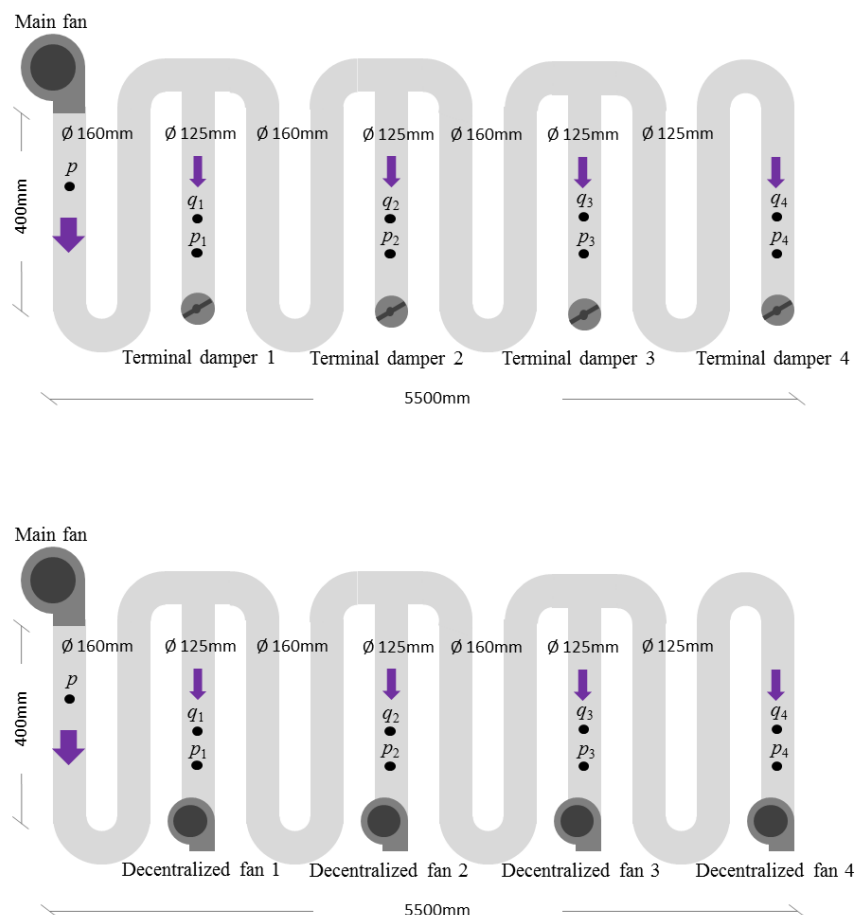 Main fan
Ø 160mm Ø 125mm Ø 160mm Ø 125mm Ø 160mm Ø 125mm Ø 125mm
p
400mm
q1 q2 q3 q4
p1 p2 p3 p4
Terminal damper 1 Terminal damper 2 Terminal damper 3 Terminal damper 4
5500mm
Main fan
Ø 160mm Ø 125mm Ø 160mm Ø 125mm Ø 160mm Ø 125mm Ø 125mm
p
400mm
q1 q2 q3 q4
p1 p2 p3 p4
Decentralized fan 1 Decentralized fan 2 Decentralized fan 3 Decentralized fan 4
5500mm